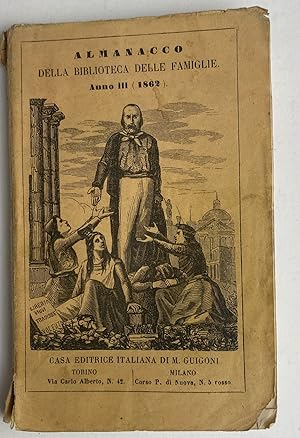 ALMANACCO
DELLA BIBLIOTECA DELLE FAMIGLIE.
Anno III (1862).
CASA EDITRICE ITALIANA DI M. GUIGONI
TORINO
Via Carlo Alberto, N. 42.
MILANO
Corso P. di Nuova, N. 5 rosso.